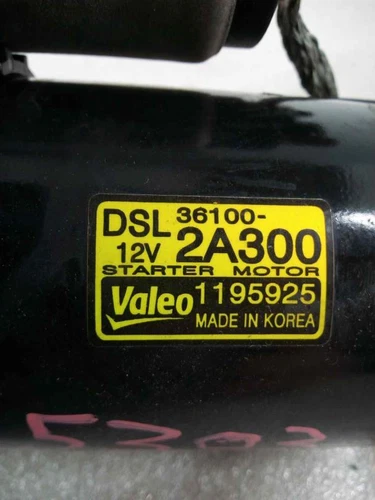 DSL 36100-
12V 2A300
STARTER MOTOR
Valeo 1195925
MADE IN KOREA